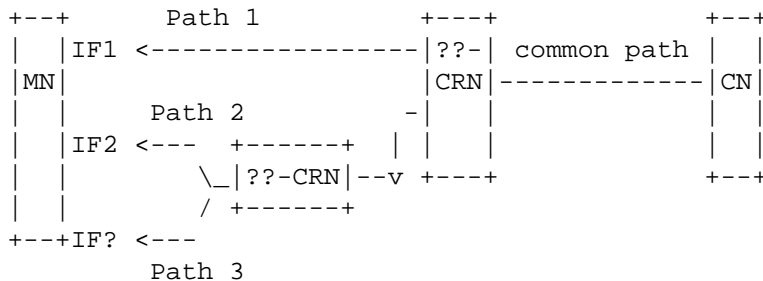 +--+ Path 1 +---+ +--+
| |IF1 <-----------------|??-| common path | |
|MN| |CRN|-------------|CN|
| | Path 2 -| | | |
| |IF2 <--- +------+ | | | | |
| | \_|??-CRN|--v +---+ +--+
| | / +------+
+--+IF? <---
Path 3